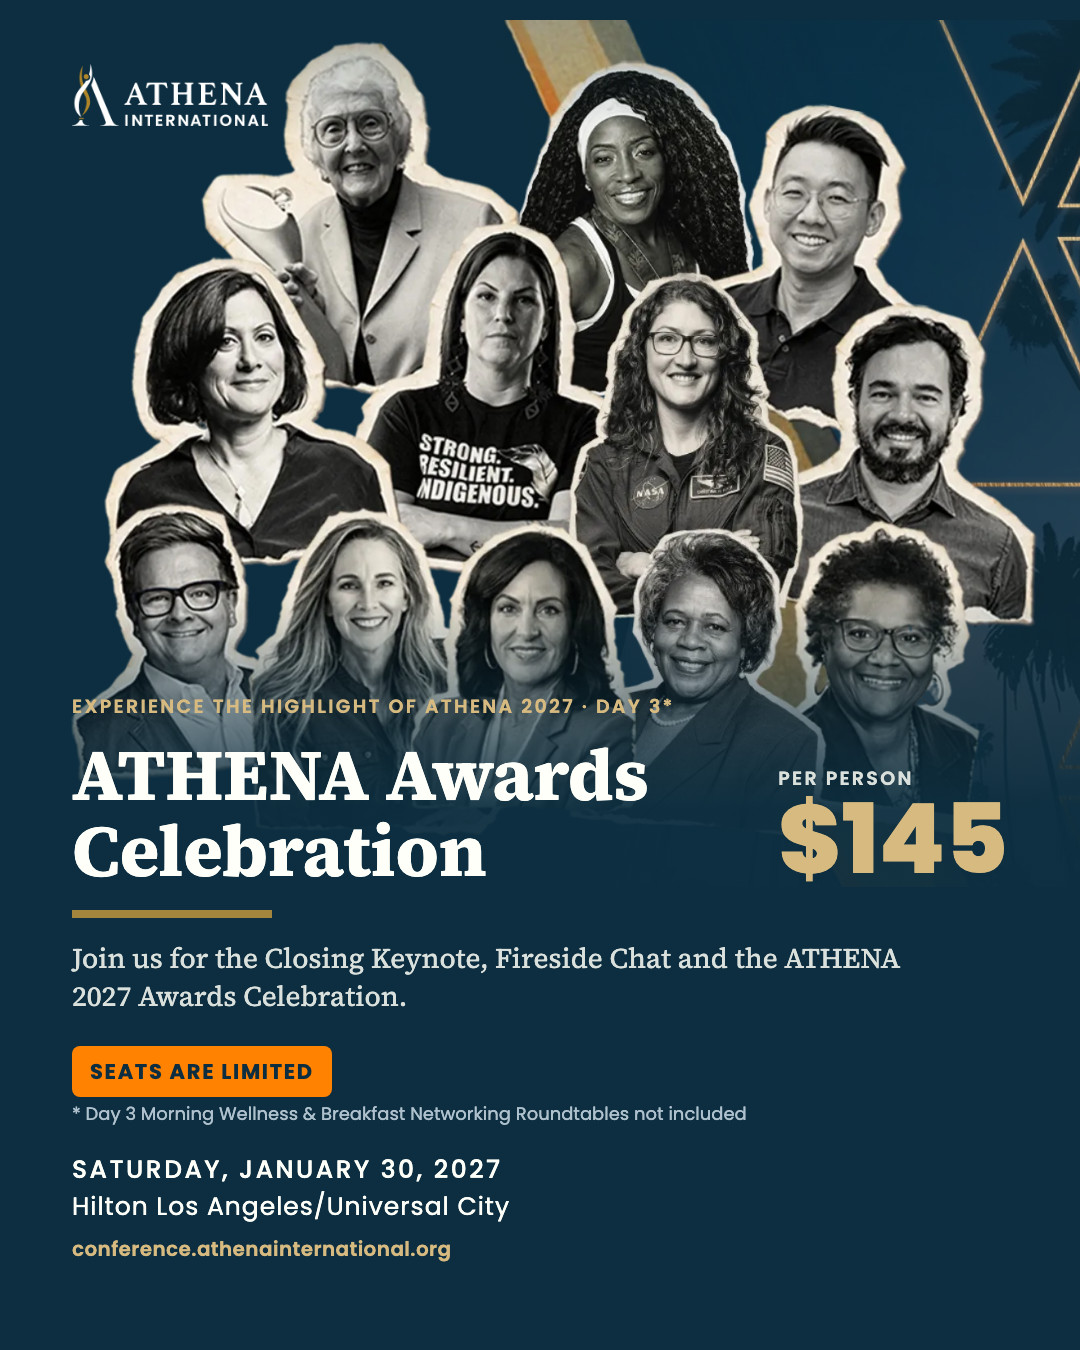 ATHENA
INTERNATIONAL
STRONG.
RESILIENT.
INDIGENOUS.
NASA
EXPERIENCE THE HIGHLIGHT OF ATHENA 2027 · DAY 3*
ATHENA Awards
Celebration
PER PERSON
$145
Join us for the Closing Keynote, Fireside Chat and the ATHENA
2027 Awards Celebration.
SEATS ARE LIMITED
* Day 3 Morning Wellness & Breakfast Networking Roundtables not included
SATURDAY, JANUARY 30, 2027
Hilton Los Angeles/Universal City
conference.athenainternational.org